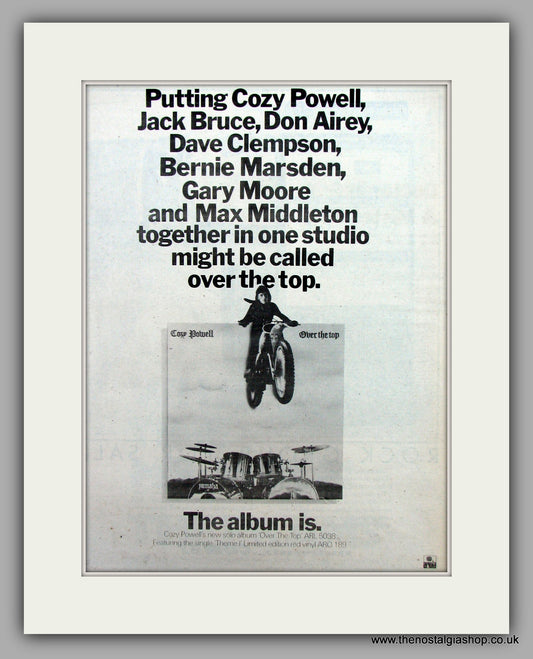 Putting Cozy Powell,
Jack Bruce, Don Airey,
Dave Clempson,
Bernie Marsden,
Gary Moore
and Max Middleton
together in one studio
might be called
over the top.
Cozy Powell
Over the top
YAMAHA
The album is.
Cozy Powell's new solo album 'Over The Top' ARL 5038.
Featuring the single 'Theme 1' Limited edition red vinyl ARO 189
www.thenostalgiashop.co.uk